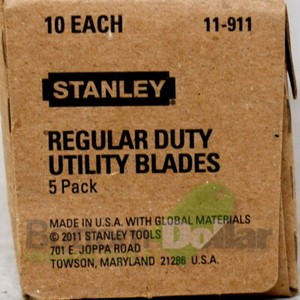 10 EACH 11-911
STANLEY
REGULAR DUTY
UTILITY BLADES
5 Pack
MADE IN U.S.A. WITH GLOBAL MATERIALS
© 2011 STANLEY TOOLS
701 E. JOPPA ROAD
TOWSON, MARYLAND 21286 U.S.A.